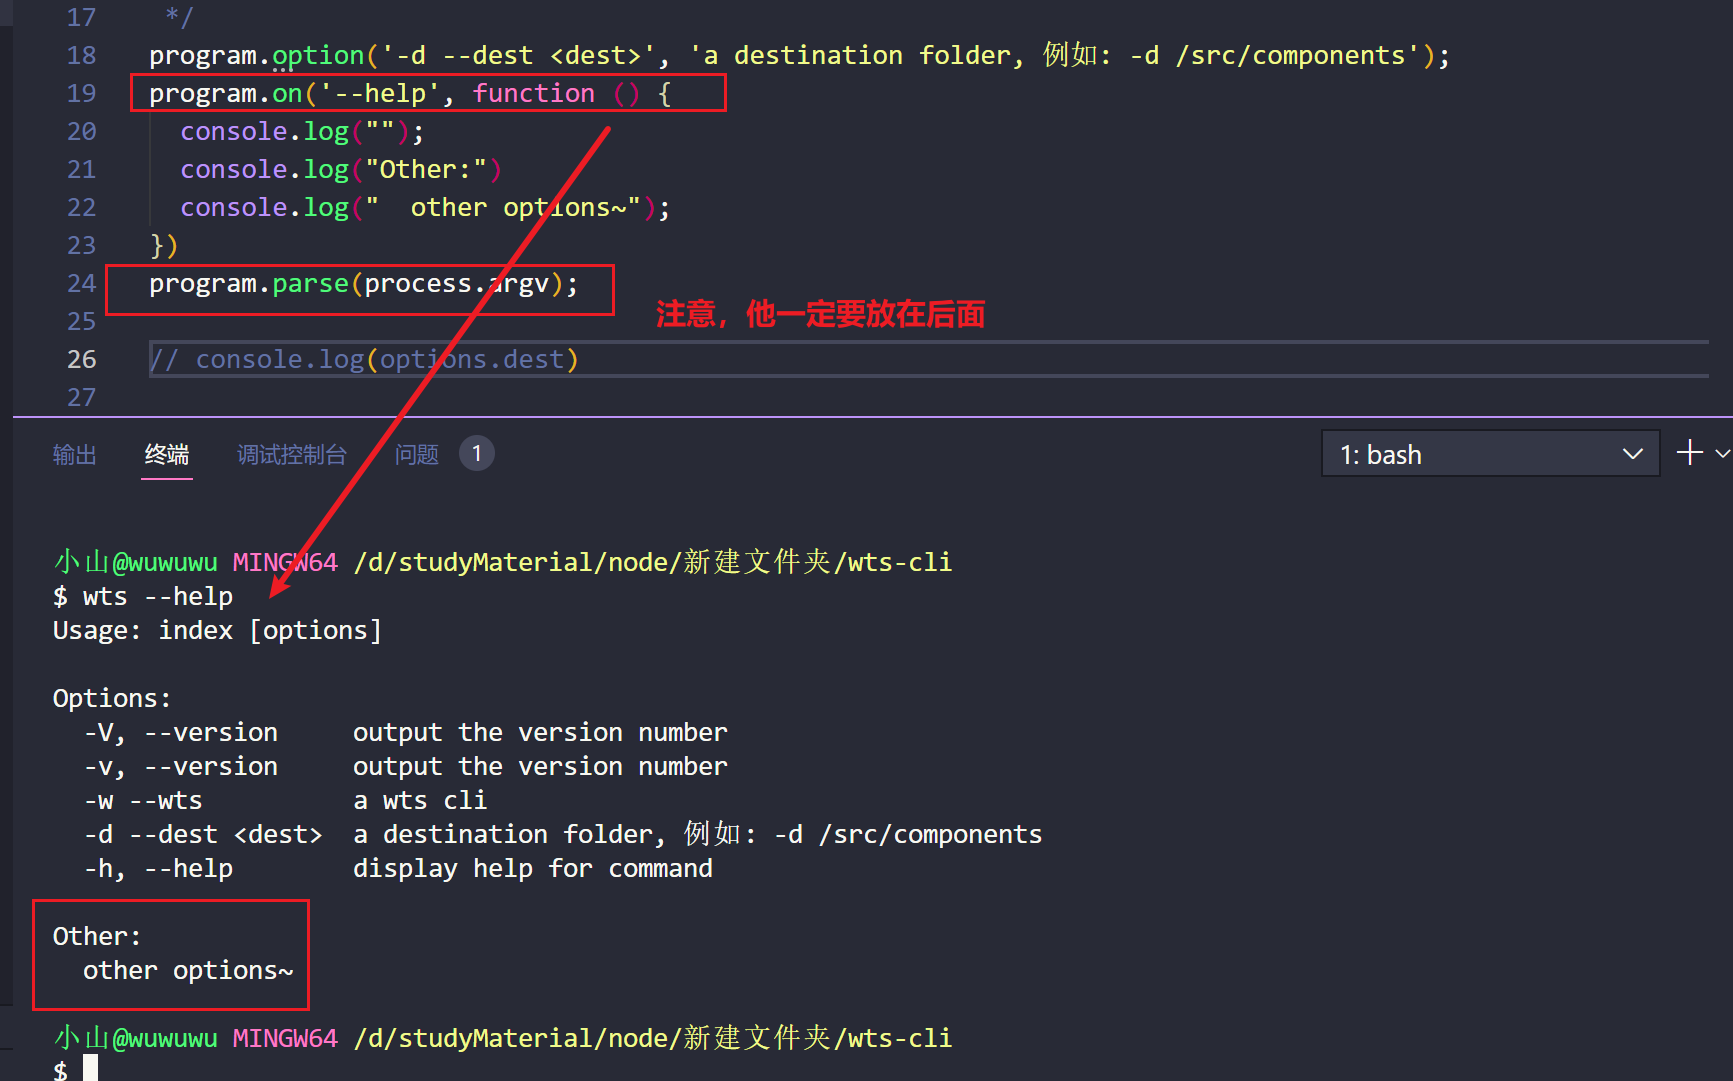 17 */
18 program.option('-d --dest <dest>', 'a destination folder, 例如: -d /src/components');
19 program.on('--help', function () {
20 console.log("");
21 console.log("Other:")
22 console.log("  other options~");
23 })
24 program.parse(process.argv);
注意，他一定要放在后面
25
26 // console.log(options.dest)
27
输出 终端 调试控制台 问题 1 1: bash
小山@wuwuwu MINGW64 /d/studyMaterial/node/新建文件夹/wts-cli
$ wts --help
Usage: index [options]
Options:
-V, --version output the version number
-v, --version output the version number
-w --wts a wts cli
-d --dest <dest> a destination folder, 例如: -d /src/components
-h, --help display help for command
Other:
other options~
小山@wuwuwu MINGW64 /d/studyMaterial/node/新建文件夹/wts-cli
$